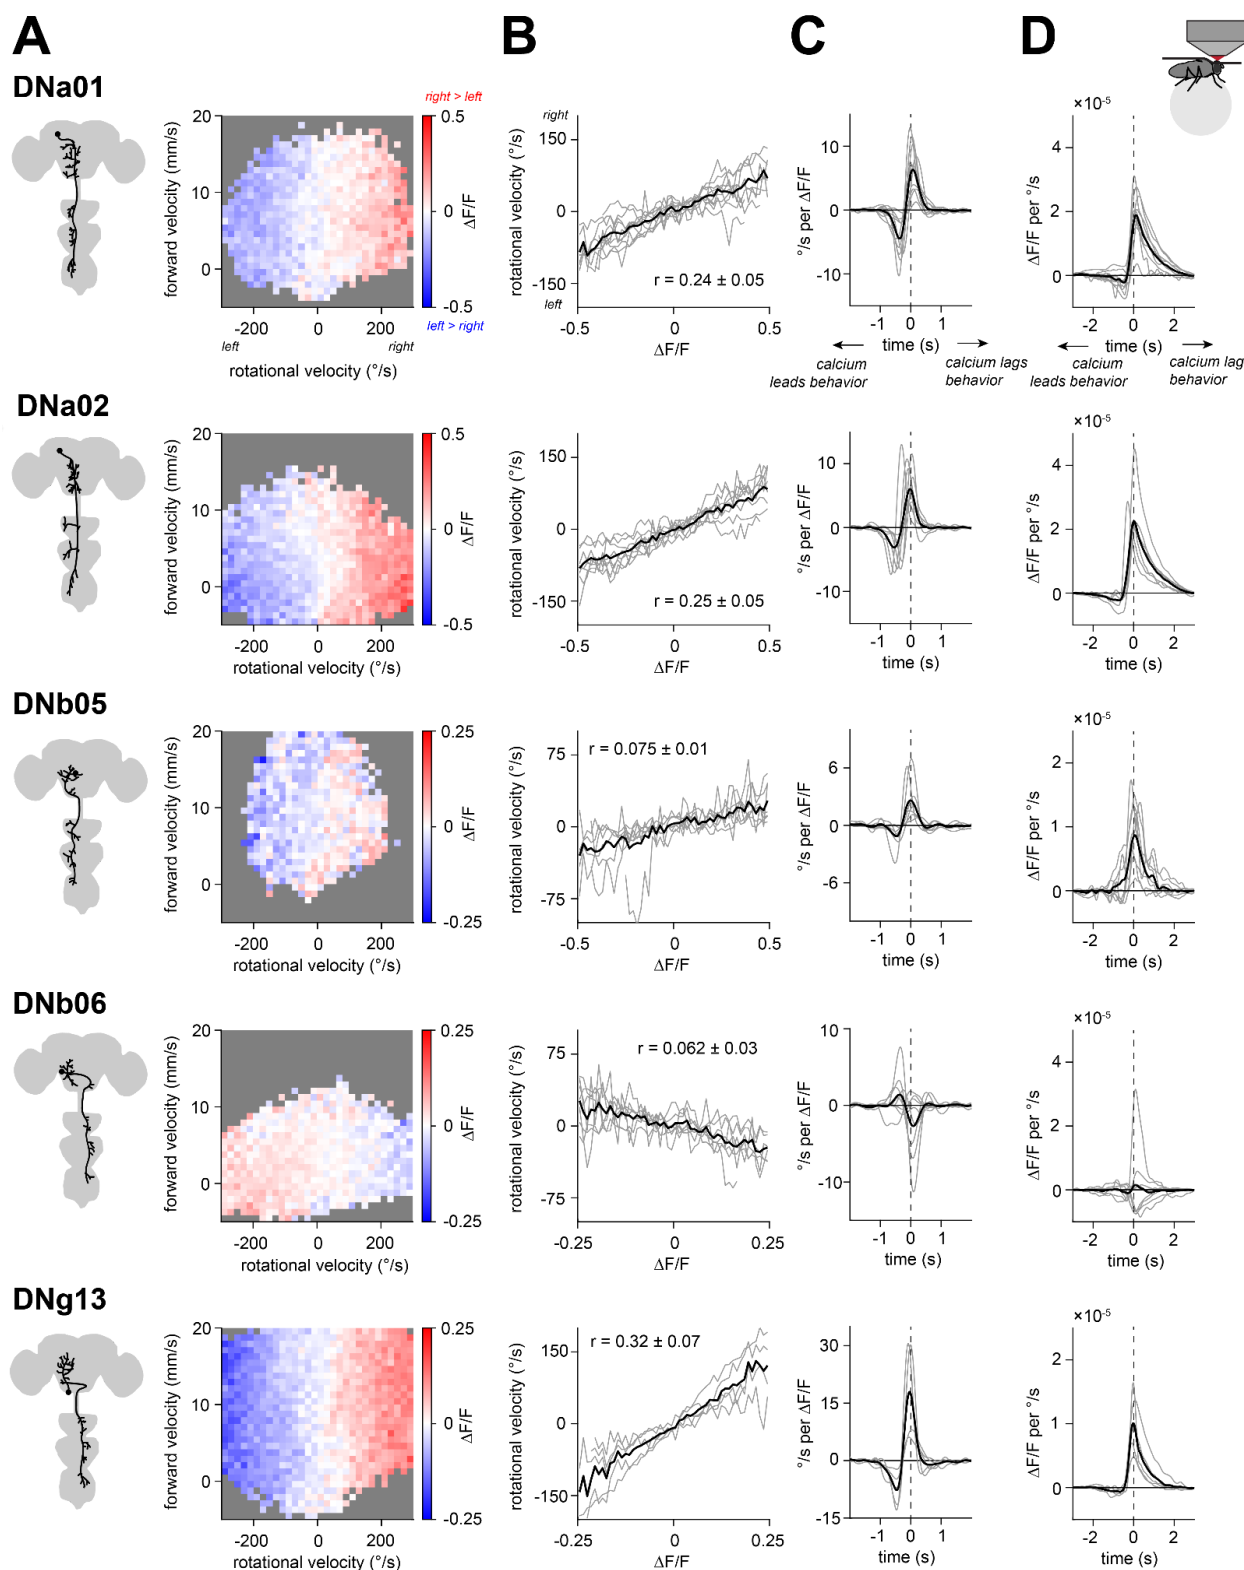 A
B
C
D
DNa01
forward velocity (mm/s)
20
10
0
-200
0
200
left
right
rotational velocity (°/s)
right > left
0.5
0
-0.5
ΔF/F
left > right
rotational velocity (°/s)
right
150
0
-150
left
r = 0.24 ± 0.05
-0.5
0
0.5
ΔF/F
°/s per ΔF/F
10
0
-10
-1
0
1
time (s)
calcium
leads behavior
calcium lags
behavior
×10⁻⁵
ΔF/F per °/s
4
2
0
-2
0
2
time (s)
calcium
leads behavior
calcium lag
behavior
DNa02
forward velocity (mm/s)
20
10
0
-200
0
200
rotational velocity (°/s)
0.5
0
-0.5
ΔF/F
rotational velocity (°/s)
150
0
-150
r = 0.25 ± 0.05
-0.5
0
0.5
ΔF/F
°/s per ΔF/F
10
0
-10
-1
0
1
time (s)
×10⁻⁵
ΔF/F per °/s
4
2
0
-2
0
2
time (s)
DNb05
forward velocity (mm/s)
20
10
0
-200
0
200
rotational velocity (°/s)
0.25
0
-0.25
ΔF/F
rotational velocity (°/s)
75
0
-75
r = 0.075 ± 0.01
-0.5
0
0.5
ΔF/F
°/s per ΔF/F
6
0
-6
-1
0
1
time (s)
×10⁻⁵
ΔF/F per °/s
2
1
0
-2
0
2
time (s)
DNb06
forward velocity (mm/s)
20
10
0
-200
0
200
rotational velocity (°/s)
0.25
0
-0.25
ΔF/F
rotational velocity (°/s)
75
0
-75
r = 0.062 ± 0.03
-0.25
0
0.25
ΔF/F
°/s per ΔF/F
10
0
-10
-1
0
1
time (s)
×10⁻⁵
ΔF/F per °/s
4
2
0
-2
0
2
time (s)
DNg13
forward velocity (mm/s)
20
10
0
-200
0
200
rotational velocity (°/s)
0.25
0
-0.25
ΔF/F
rotational velocity (°/s)
150
0
-150
r = 0.32 ± 0.07
-0.25
0
0.25
ΔF/F
°/s per ΔF/F
30
15
0
-15
-1
0
1
time (s)
×10⁻⁵
ΔF/F per °/s
2
1
0
-2
0
2
time (s)